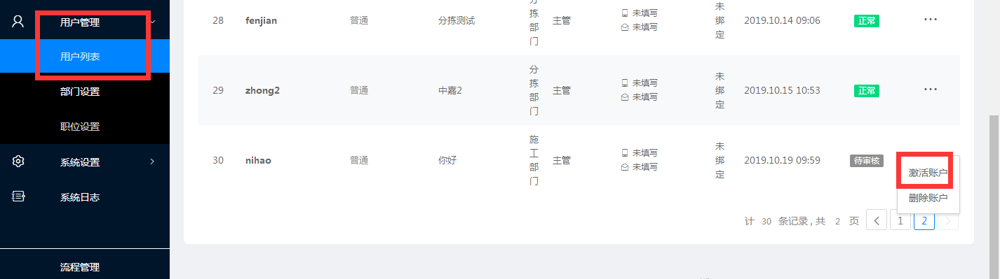 用户管理
用户列表
部门设置
职位设置
系统设置
系统日志
流程管理
28 fenjian 普通 分拣测试 分拣部门 主管 未填写 未填写 未绑定 2019.10.14 09:06 正常 ···
29 zhong2 普通 中嘉2 分拣部门 主管 未填写 未填写 未绑定 2019.10.15 10:53 正常 ···
30 nihao 普通 你好 施工部门 主管 未填写 未填写 未绑定 2019.10.19 09:59 待审核
激活账户
删除账户
计 30 条记录 , 共 2 页 1 2